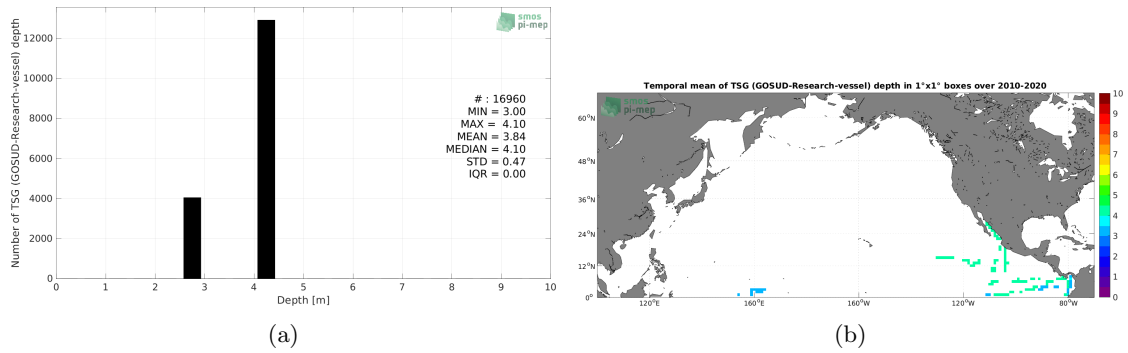 smos
pi-mep
12000
10000
8000
6000
4000
2000
0
Number of TSG (GOSUD-Research-vessel) depth
# : 16960
MIN = 3.00
MAX = 4.10
MEAN = 3.84
MEDIAN = 4.10
STD = 0.47
IQR = 0.00
0 1 2 3 4 5 6 7 8 9 10
Depth [m]
(a)
Temporal mean of TSG (GOSUD-Research-vessel) depth in 1°x1° boxes over 2010-2020
smos
pi-mep
60°N
48°N
36°N
24°N
12°N
0°
120°E 160°E 160°W 120°W 80°W
10
9
8
7
6
5
4
3
2
1
0
(b)